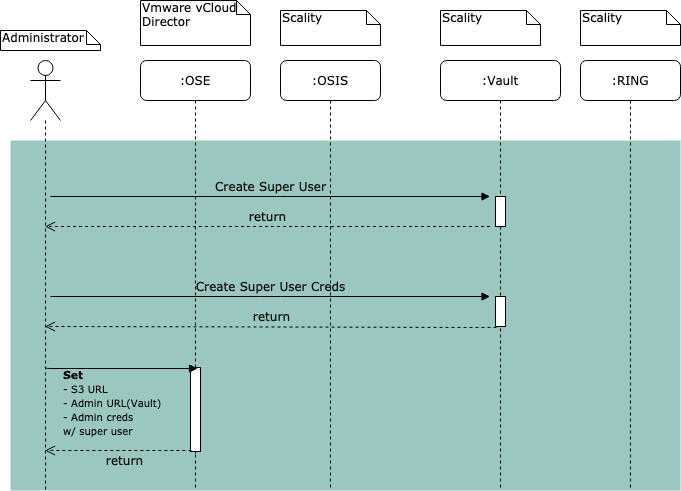 Vmware vCloud
Director
Scality
Scality
Scality
Administrator
:OSE
:OSIS
:Vault
:RING
Create Super User
return
Create Super User Creds
return
Set
- S3 URL
- Admin URL(Vault)
- Admin creds
w/ super user
return